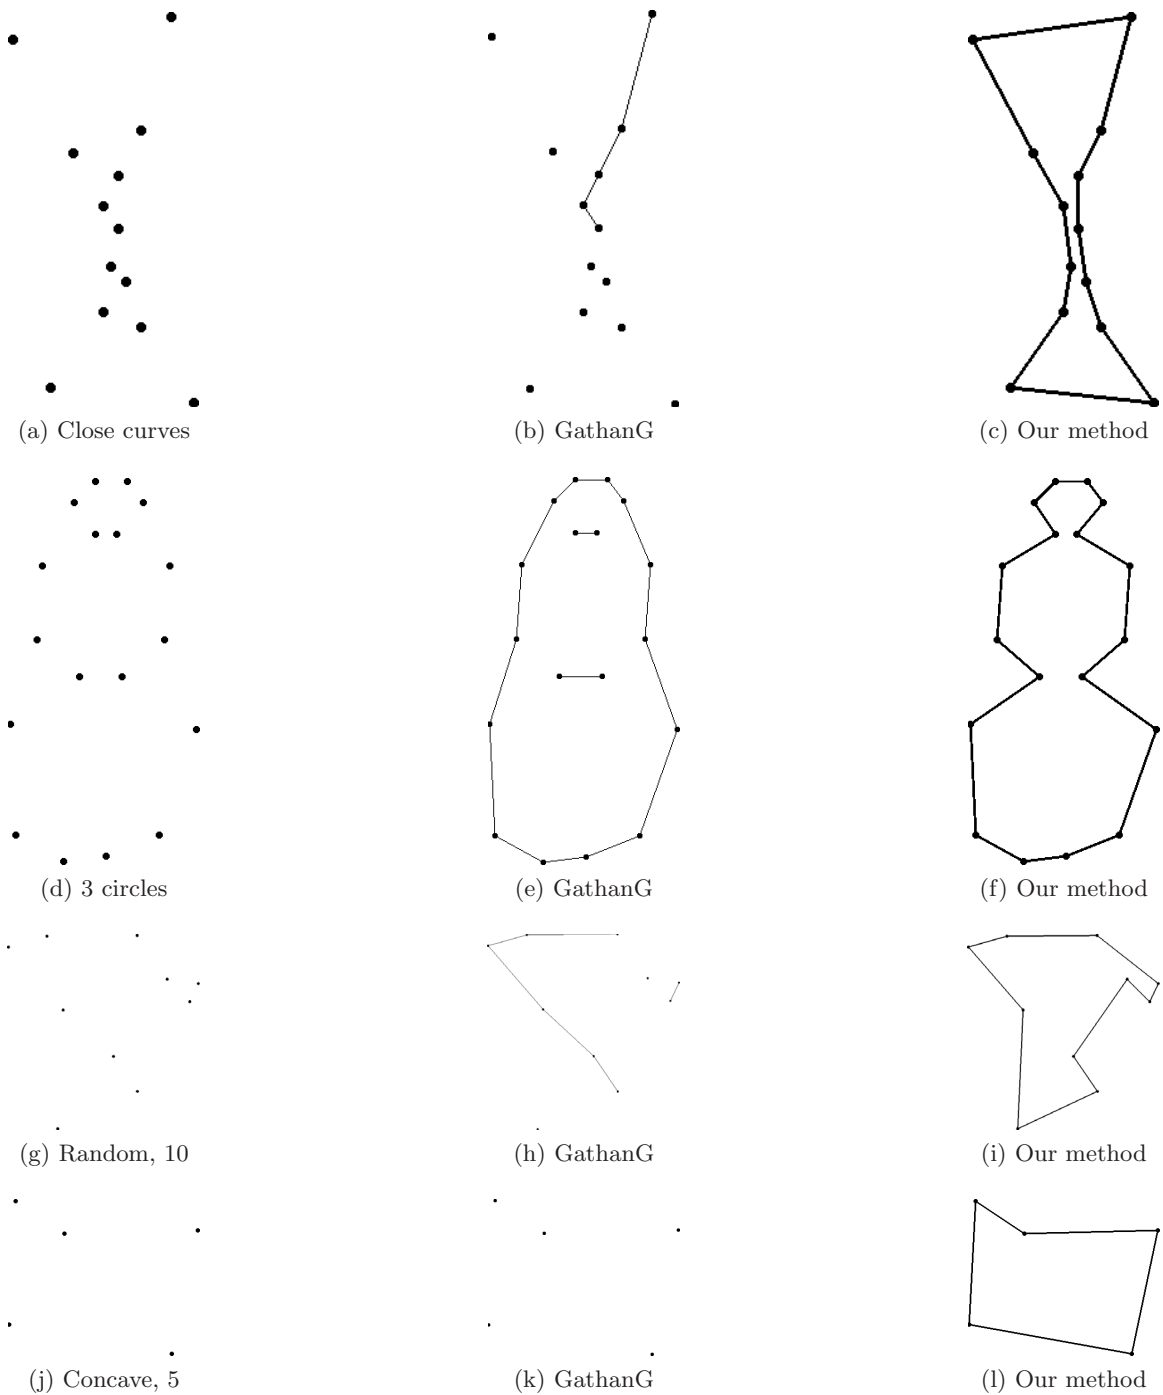 (a) Close curves
(b) GathanG
(c) Our method
(d) 3 circles
(e) GathanG
(f) Our method
(g) Random, 10
(h) GathanG
(i) Our method
(j) Concave, 5
(k) GathanG
(l) Our method